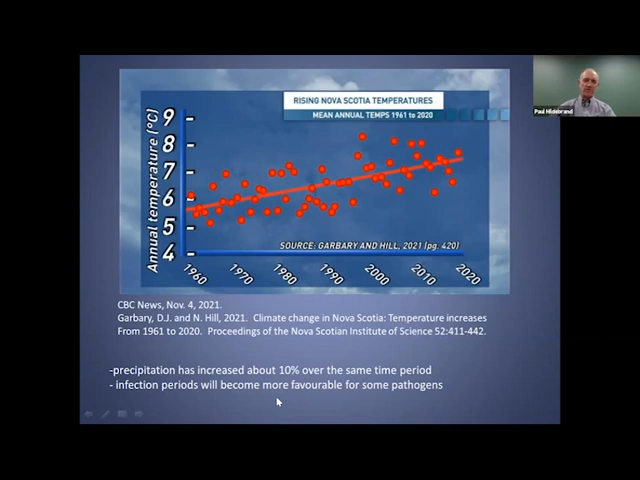 Paul Hildebrand
RISING NOVA SCOTIA TEMPERATURES
MEAN ANNUAL TEMPS 1961 to 2020
Annual temperature (°C)
9
8
7
6
5
4
SOURCE: GARBARY AND HILL, 2021 (pg. 420)
1960 1970 1980 1990 2000 2010 2020
CBC News, Nov. 4, 2021.
Garbary, D.J. and N. Hill, 2021. Climate change in Nova Scotia: Temperature increases
From 1961 to 2020. Proceedings of the Nova Scotian Institute of Science 52:411-442.
-precipitation has increased about 10% over the same time period
- infection periods will become more favourable for some pathogens